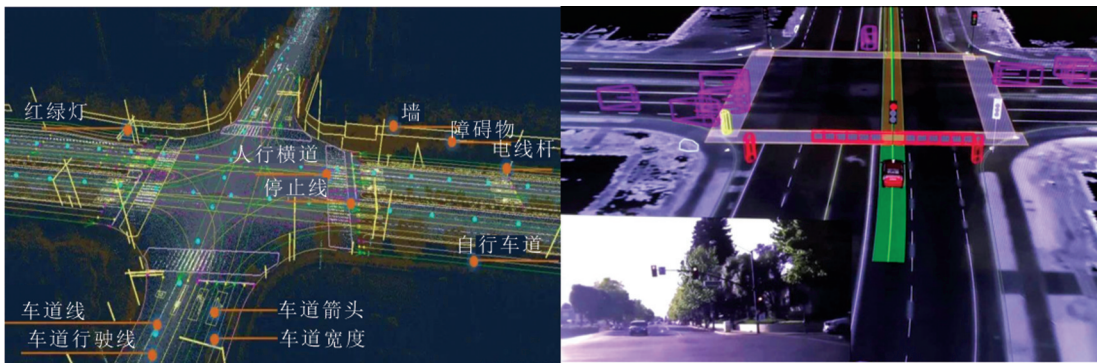 红绿灯
墙
障碍物
电线杆
人行横道
停止线
自行车道
车道线
车道箭头
车道行驶线
车道宽度